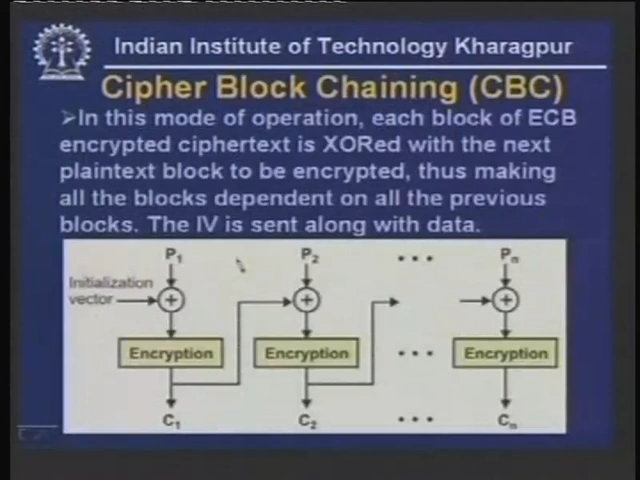 Indian Institute of Technology Kharagpur
Cipher Block Chaining (CBC)
➢In this mode of operation, each block of ECB
encrypted ciphertext is XORed with the next
plaintext block to be encrypted, thus making
all the blocks dependent on all the previous
blocks. The IV is sent along with data.
P1 P2 • • • Pn
Initialization
vector + + +
Encryption Encryption • • • Encryption
C1 C2 • • • Cn